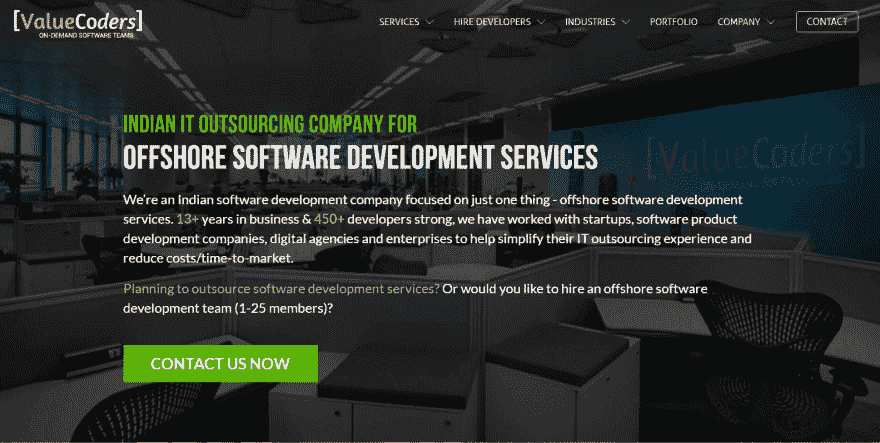 [ValueCoders]
ON-DEMAND SOFTWARE TEAMS
SERVICES
HIRE DEVELOPERS
INDUSTRIES
PORTFOLIO
COMPANY
CONTACT
INDIAN IT OUTSOURCING COMPANY FOR
OFFSHORE SOFTWARE DEVELOPMENT SERVICES
[ValueCoders]
We're an Indian software development company focused on just one thing - offshore software development
services. 13+ years in business & 450+ developers strong, we have worked with startups, software product
development companies, digital agencies and enterprises to help simplify their IT outsourcing experience and
reduce costs/time-to-market.
Planning to outsource software development services? Or would you like to hire an offshore software
development team (1-25 members)?
CONTACT US NOW